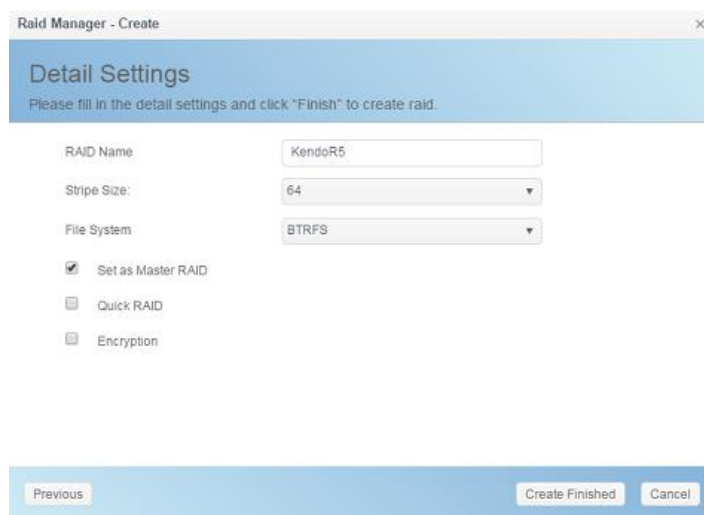 Raid Manager - Create ×
Detail Settings
Please fill in the detail settings and click "Finish" to create raid.
RAID Name KendoR5
Stripe Size: 64
File System BTRFS
Set as Master RAID
Quick RAID
Encryption
Previous Create Finished Cancel